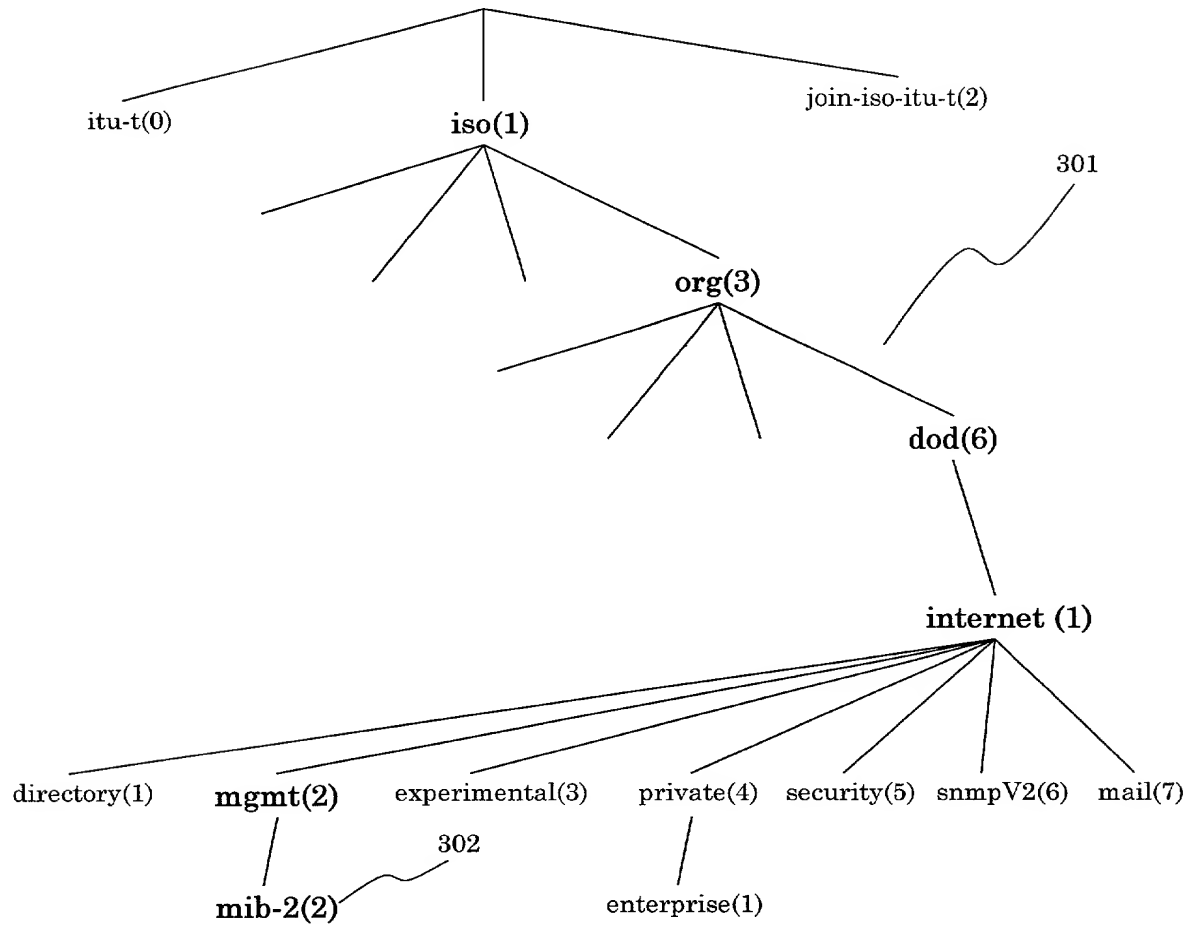 itu-t(0)
iso(1)
join-iso-itu-t(2)
301
org(3)
dod(6)
internet (1)
directory(1)
mgmt(2)
experimental(3)
private(4)
security(5)
snmpV2(6)
mail(7)
302
mib-2(2)
enterprise(1)